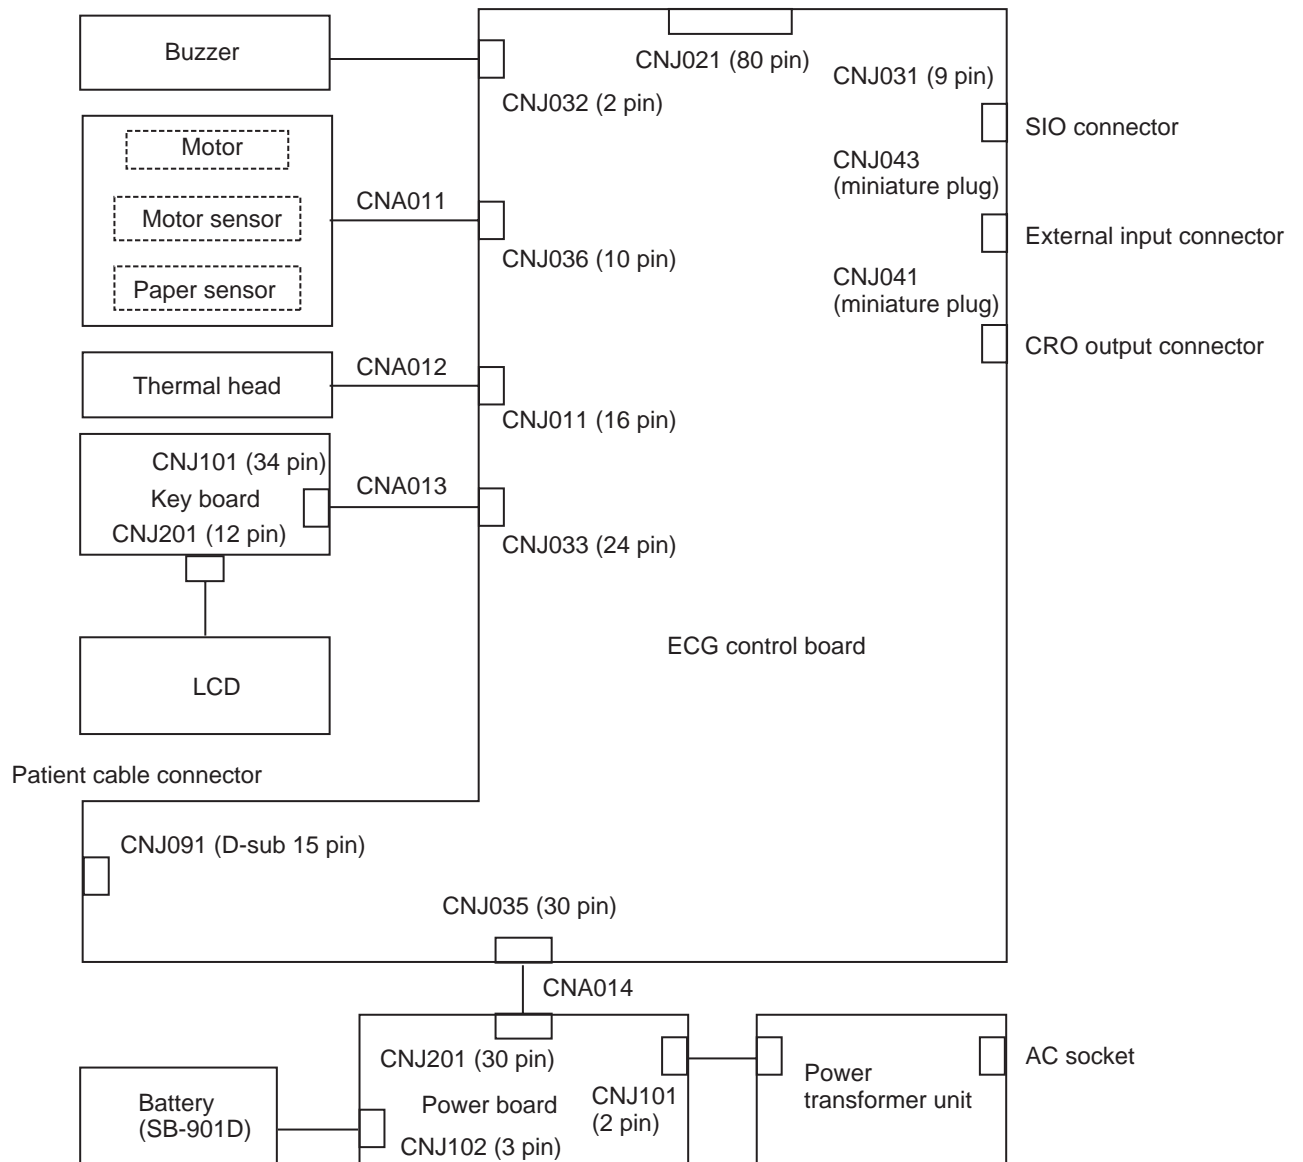 Buzzer
CNJ021 (80 pin)
CNJ031 (9 pin)
CNJ032 (2 pin)
SIO connector
Motor
CNJ043
(miniature plug)
CNA011
Motor sensor
External input connector
CNJ036 (10 pin)
Paper sensor
CNJ041
(miniature plug)
CRO output connector
CNA012
Thermal head
CNJ011 (16 pin)
CNJ101 (34 pin)
Key board
CNJ201 (12 pin)
CNA013
CNJ033 (24 pin)
ECG control board
LCD
Patient cable connector
CNJ091 (D-sub 15 pin)
CNJ035 (30 pin)
CNA014
CNJ201 (30 pin)
AC socket
Power
transformer unit
CNJ101
(2 pin)
Power board
Battery
(SB-901D)
CNJ102 (3 pin)